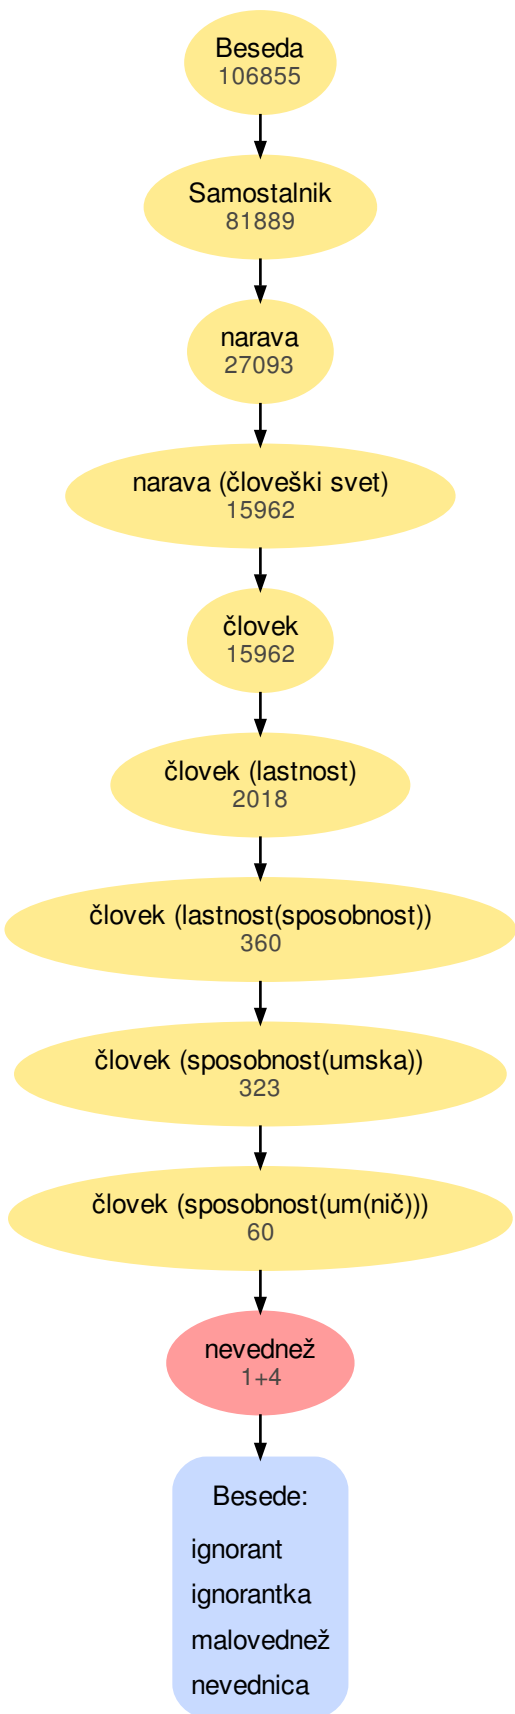 Beseda
106855
Samostalnik
81889
narava
27093
narava (človeški svet)
15962
človek
15962
človek (lastnost)
2018
človek (lastnost(sposobnost))
360
človek (sposobnost(umska))
323
človek (sposobnost(um(nič)))
60
nevednež
1+4
Besede:
ignorant
ignorantka
malovednež
nevednica